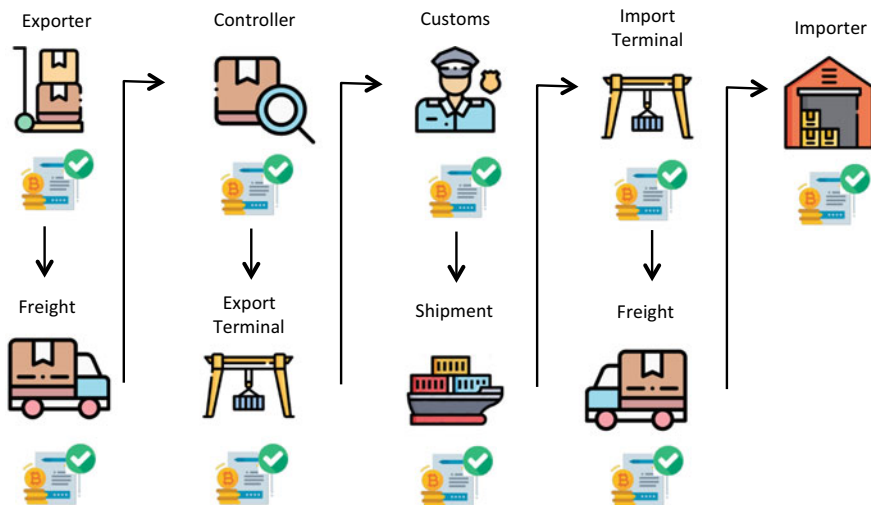 Exporter
Controller
Customs
Import
Terminal
Importer
Freight
Export
Terminal
Shipment
Freight